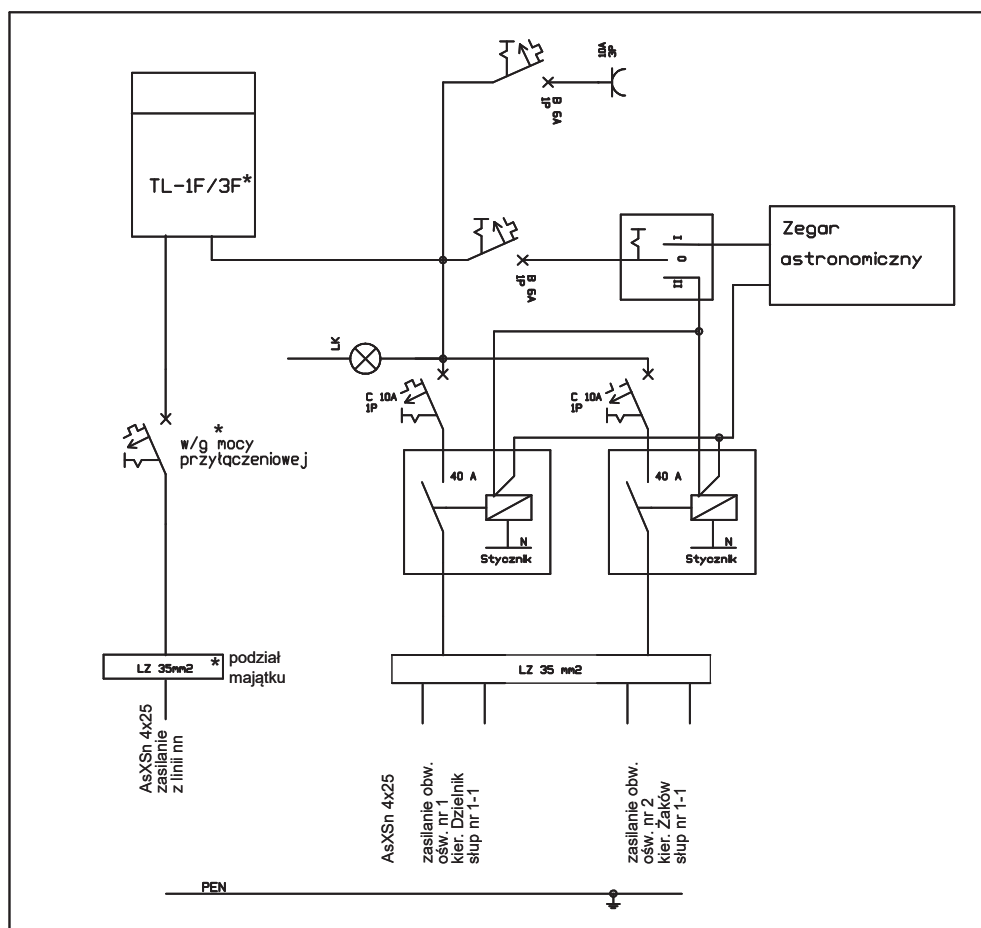 10A
3P
B 6A
1P
TL-1F/3F*
B 6A
1P
I
0
II
Zegar
astronomiczny
LK
C 10A
1P
C 10A
1P
*
w/g mocy
przyłączeniowej
40 A
N
Stycznik
40 A
N
Stycznik
LZ 35mm2 *
podział
majątku
LZ 35 mm2
AsXSn 4x25
zasilanie
z linii nn
AsXSn 4x25
zasilanie obw.
ośw. nr 1
kier. Dzielnik
słup nr 1-1
zasilanie obw.
ośw. nr 2
kier. Żaków
słup nr 1-1
PEN